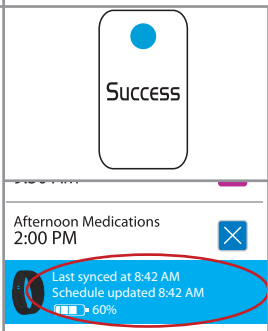 Success
Afternoon Medications
2:00 PM
Last synced at 8:42 AM
Schedule updated 8:42 AM
60%